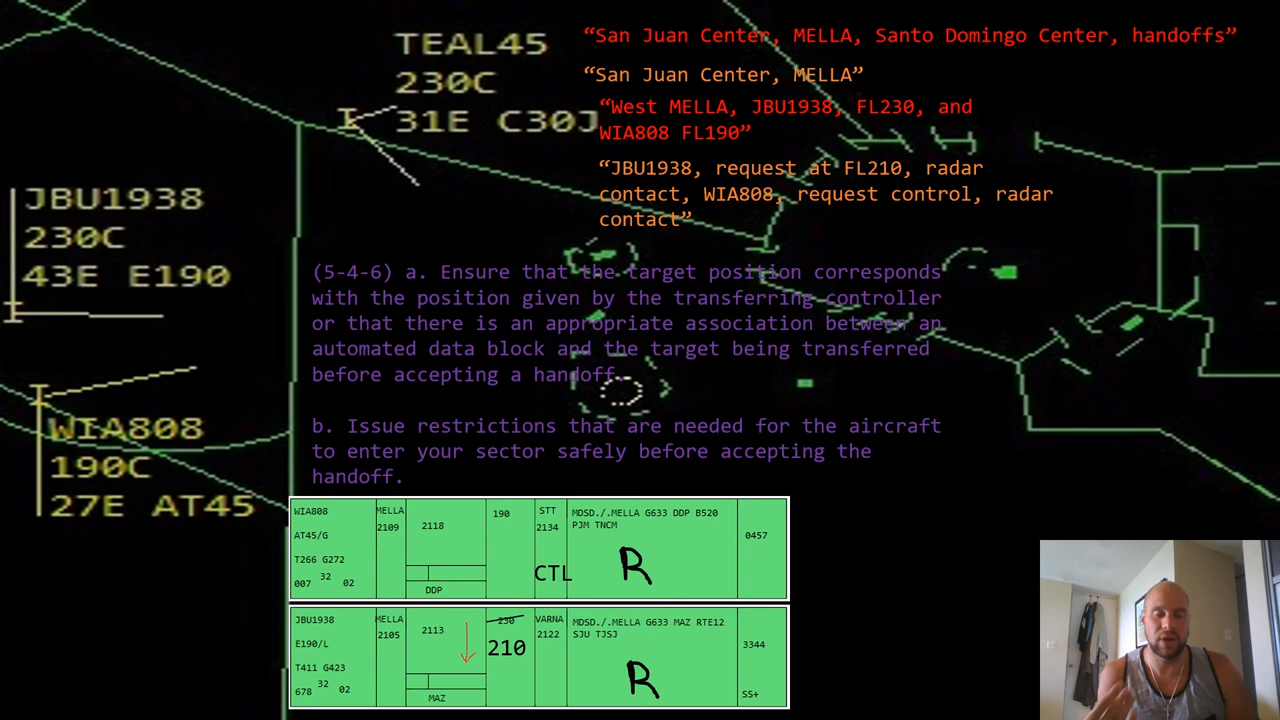 TEAL45
230C
31E C30J
“San Juan Center, MELLA, Santo Domingo Center, handoffs”
“San Juan Center, MELLA”
“West MELLA, JBU1938, FL230, and
WIA808 FL190”
“JBU1938, request at FL210, radar
contact, WIA808, request control, radar
contact”
JBU1938
230C
43E E190
(5-4-6) a. Ensure that the target position corresponds
with the position given by the transferring controller
or that there is an appropriate association between an
automated data block and the target being transferred
before accepting a handoff.
b. Issue restrictions that are needed for the aircraft
to enter your sector safely before accepting the
handoff.
WIA808
190C
27E AT45
WIA808
AT45/G
T266 G272
007 32 02
MELLA
2109
2118
DDP
190
STT
2134
CTL
MDSD./.MELLA G633 DDP B520
PJM TNCM
R
0457
JBU1938
E190/L
T411 G423
678 32 02
MELLA
2105
2113
MAZ
230
210
VARNA
2122
MDSD./.MELLA G633 MAZ RTE12
SJU TJSJ
R
3344
SS+